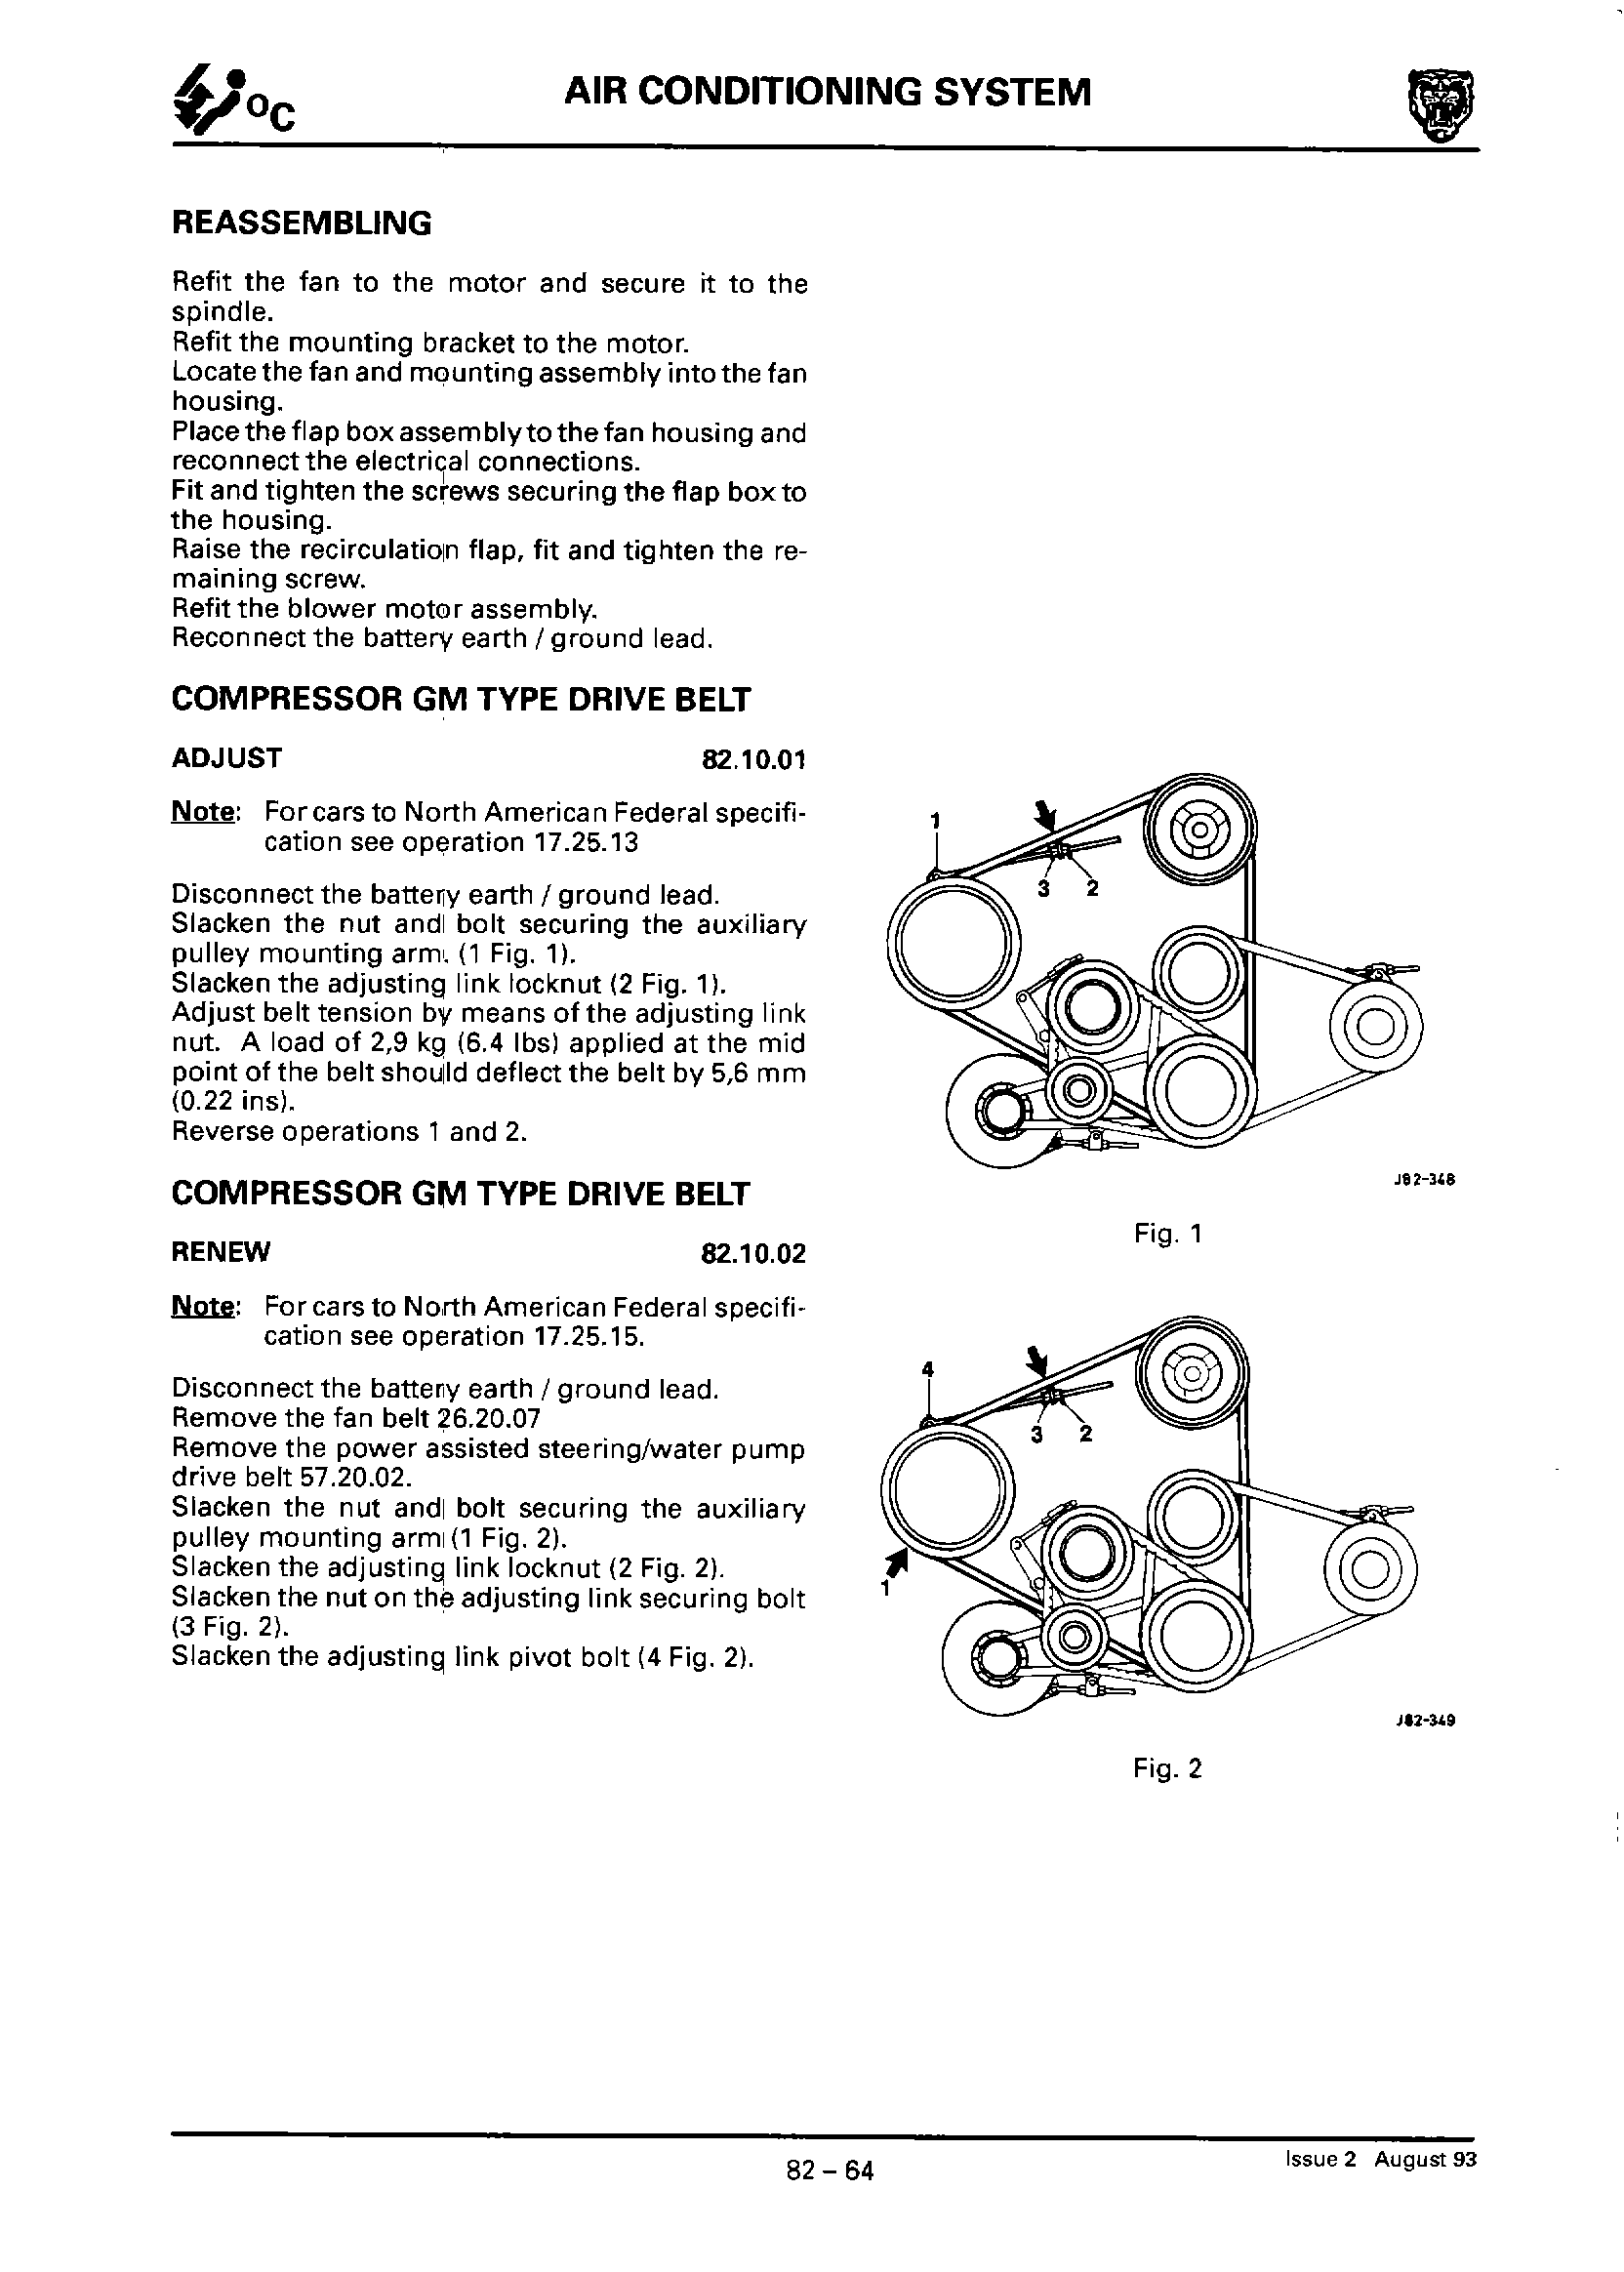 °C
AIR CONDITIONING SYSTEM
REASSEMBLING
Refit the fan to the motor and secure it to the
spindle.
Refit the mounting bracket to the motor.
Locate the fan and mounting assembly into the fan
housing.
Place the flap box assembly to the fan housing and
reconnect the electrical connections.
Fit and tighten the screws securing the flap box to
the housing.
Raise the recirculation flap, fit and tighten the re-
maining screw.
Refit the blower motor assembly.
Reconnect the battery earth / ground lead.
COMPRESSOR GM TYPE DRIVE BELT
ADJUST 82.10.01
Note: For cars to North American Federal specifi-
cation see operation 17.25.13
Disconnect the battery earth / ground lead.
Slacken the nut and bolt securing the auxiliary
pulley mounting arm. (1 Fig. 1).
Slacken the adjusting link locknut (2 Fig. 1).
Adjust belt tension by means of the adjusting link
nut. A load of 2,9 kg (6.4 lbs) applied at the mid
point of the belt should deflect the belt by 5,6 mm
(0.22 ins).
Reverse operations 1 and 2.
COMPRESSOR GM TYPE DRIVE BELT
RENEW 82.10.02
Note: For cars to North American Federal specifi-
cation see operation 17.25.15.
Disconnect the battery earth / ground lead.
Remove the fan belt 26.20.07
Remove the power assisted steering/water pump
drive belt 57.20.02.
Slacken the nut and bolt securing the auxiliary
pulley mounting arm (1 Fig. 2).
Slacken the adjusting link locknut (2 Fig. 2).
Slacken the nut on the adjusting link securing bolt
(3 Fig. 2).
Slacken the adjusting link pivot bolt (4 Fig. 2).
1
3 2
J82-348
Fig. 1
4
3 2
1
J82-349
Fig. 2
82 – 64
Issue 2 August 93